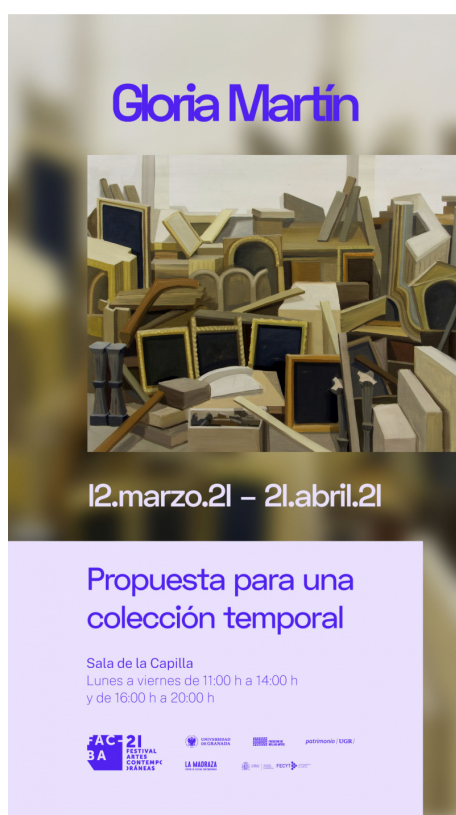 Gloria Martín
12.marzo.21 – 21.abril.21
Propuesta para una
colección temporal
Sala de la Capilla
Lunes a viernes de 11:00 h a 14:00 h
y de 16:00 h a 20:00 h
FAC-
BA
21
FESTIVAL
ARTES
CONTEMPO
RÁNEAS
UNIVERSIDAD
DE GRANADA
patrimonio/UGR/
LA MADRAZA
FECYT